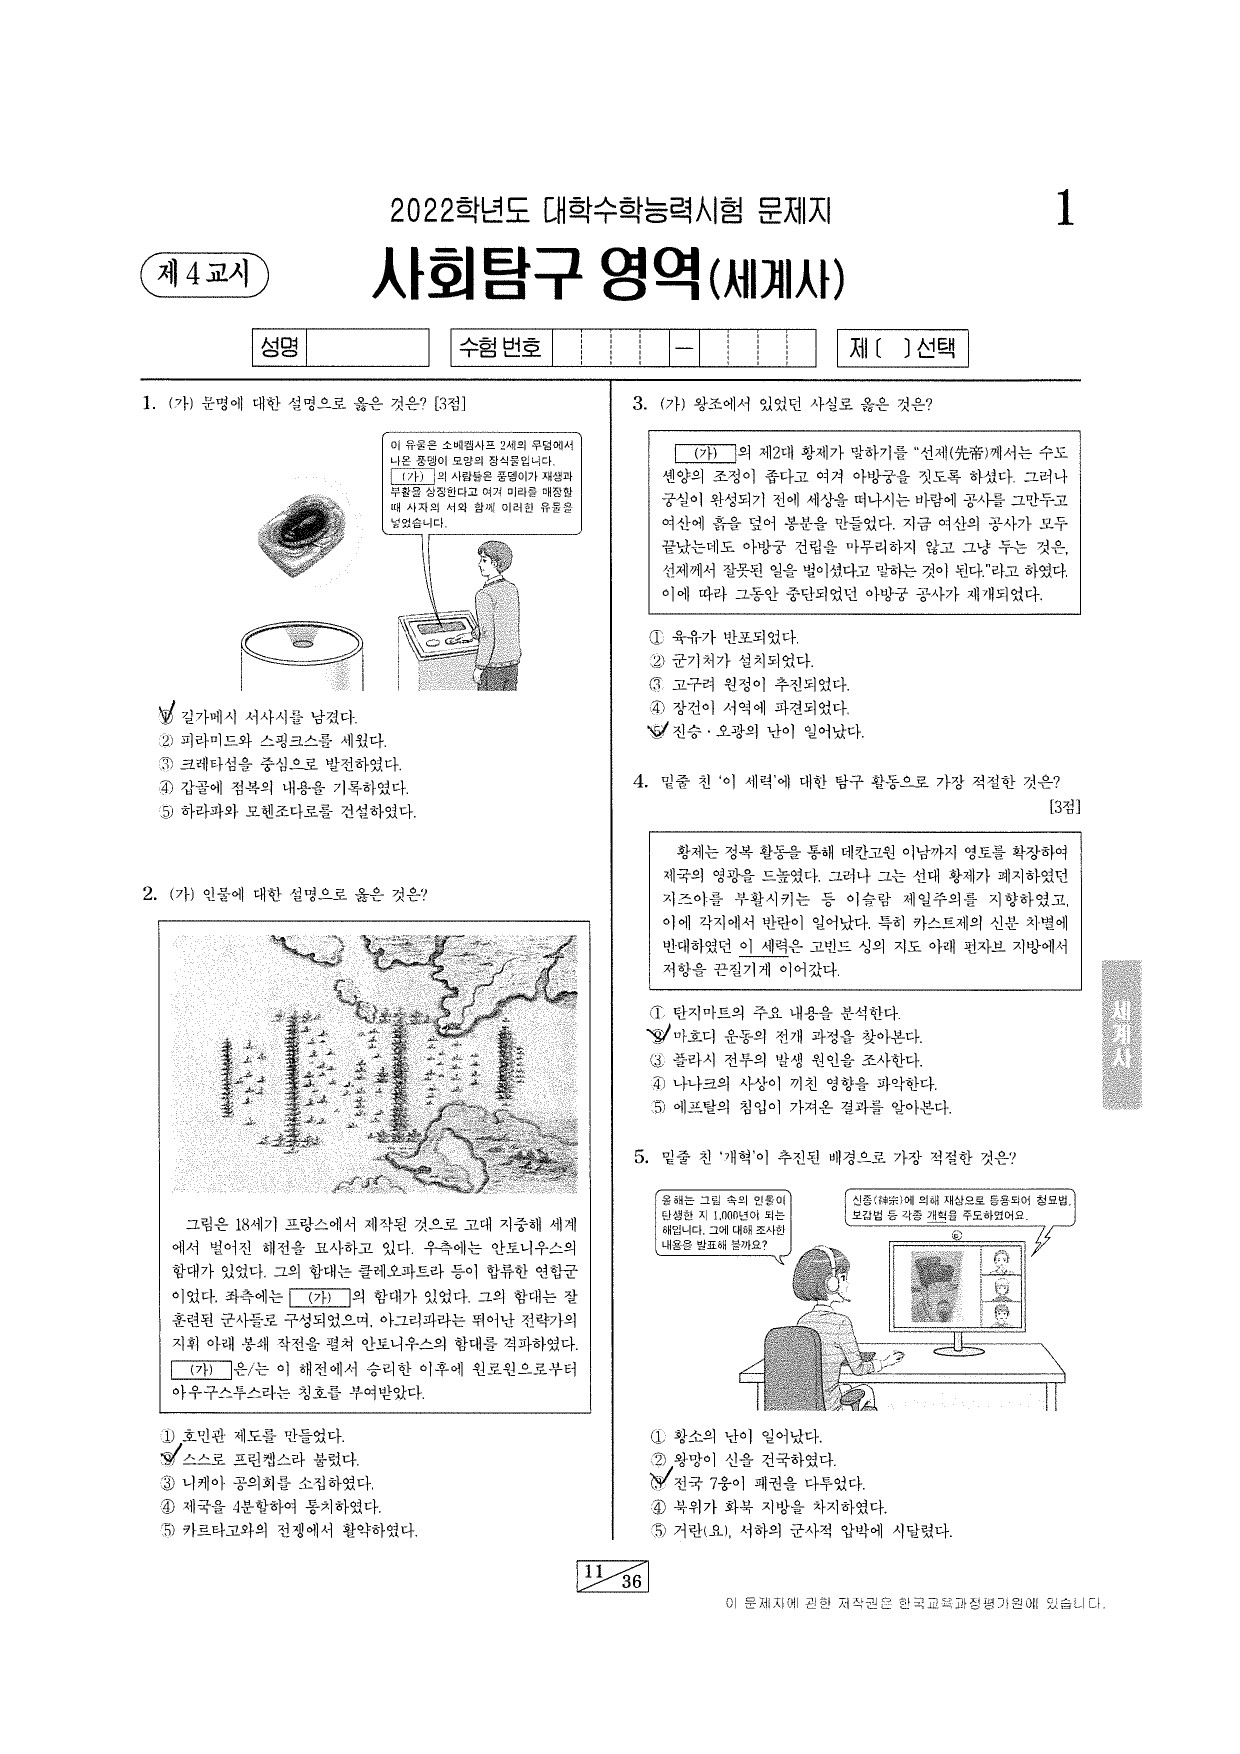 2022학년도 대학수학능력시험 문제지
1
제 4 교시
사회탐구 영역(세계사)
성명
수험 번호
—
제 ( ) 선택
1. (가) 문명에 대한 설명으로 옳은 것은? [3점]
이 유물은 소베켐사프 2세의 무덤에서
나온 풍뎅이 모양의 장식물입니다.
(가) 의 사람들은 풍뎅이가 재생과
부활을 상징한다고 여겨 미라를 매장할
때 사자의 서와 함께 이러한 유물을
넣었습니다.
① 길가메시 서사시를 남겼다.
② 피라미드와 스핑크스를 세웠다.
③ 크레타섬을 중심으로 발전하였다.
④ 갑골에 점복의 내용을 기록하였다.
⑤ 하라파와 모헨조다로를 건설하였다.
2. (가) 인물에 대한 설명으로 옳은 것은?
그림은 18세기 프랑스에서 제작된 것으로 고대 지중해 세계
에서 벌어진 해전을 묘사하고 있다. 우측에는 안토니우스의
함대가 있었다. 그의 함대는 클레오파트라 등이 합류한 연합군
이었다. 좌측에는 (가) 의 함대가 있었다. 그의 함대는 잘
훈련된 군사들로 구성되었으며, 아그리파라는 뛰어난 전략가의
지휘 아래 봉쇄 작전을 펼쳐 안토니우스의 함대를 격파하였다.
(가) 은/는 이 해전에서 승리한 이후에 원로원으로부터
아우구스투스라는 칭호를 부여받았다.
① 호민관 제도를 만들었다.
② 스스로 프린켑스라 불렀다.
③ 니케아 공의회를 소집하였다.
④ 제국을 4분할하여 통치하였다.
⑤ 카르타고와의 전쟁에서 활약하였다.
3. (가) 왕조에서 있었던 사실로 옳은 것은?
(가) 의 제2대 황제가 말하기를 “선제(先帝)께서는 수도
셴양의 조정이 좁다고 여겨 아방궁을 짓도록 하셨다. 그러나
궁실이 완성되기 전에 세상을 떠나시는 바람에 공사를 그만두고
여산에 흙을 덮어 봉분을 만들었다. 지금 여산의 공사가 모두
끝났는데도 아방궁 건립을 마무리하지 않고 그냥 두는 것은,
선제께서 잘못된 일을 벌이셨다고 말하는 것이 된다.”라고 하였다.
이에 따라 그동안 중단되었던 아방궁 공사가 재개되었다.
① 육유가 반포되었다.
② 군기처가 설치되었다.
③ 고구려 원정이 추진되었다.
④ 장건이 서역에 파견되었다.
⑤ 진승·오광의 난이 일어났다.
4. 밑줄 친 ‘이 세력’에 대한 탐구 활동으로 가장 적절한 것은?
[3점]
황제는 정복 활동을 통해 데칸고원 이남까지 영토를 확장하여
제국의 영광을 드높였다. 그러나 그는 선대 황제가 폐지하였던
지즈야를 부활시키는 등 이슬람 제일주의를 지향하였고,
이에 각지에서 반란이 일어났다. 특히 카스트제의 신분 차별에
반대하였던 이 세력은 고빈드 싱의 지도 아래 펀자브 지방에서
저항을 끈질기게 이어갔다.
① 탄지마트의 주요 내용을 분석한다.
② 마흐디 운동의 전개 과정을 찾아본다.
③ 플라시 전투의 발생 원인을 조사한다.
④ 나나크의 사상이 끼친 영향을 파악한다.
⑤ 에프탈의 침입이 가져온 결과를 알아본다.
5. 밑줄 친 ‘개혁’이 추진된 배경으로 가장 적절한 것은?
올해는 그림 속의 인물이
탄생한 지 1,000년이 되는
해입니다. 그에 대해 조사한
내용을 발표해 볼까요?
신종(神宗)에 의해 재상으로 등용되어 청묘법,
보갑법 등 각종 개혁을 주도하였어요.
① 황소의 난이 일어났다.
② 왕망이 신을 건국하였다.
③ 전국 7웅이 패권을 다투었다.
④ 북위가 화북 지방을 차지하였다.
⑤ 거란(요), 서하의 군사적 압박에 시달렸다.
세계사
11
36
이 문제지에 관한 저작권은 한국교육과정평가원에 있습니다.